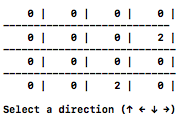 0 | 0 | 0 | 0 |
-----------------------
0 | 0 | 0 | 2 |
-----------------------
0 | 0 | 0 | 0 |
-----------------------
0 | 0 | 2 | 0 |
Select a direction (↑ ← ↓ →)